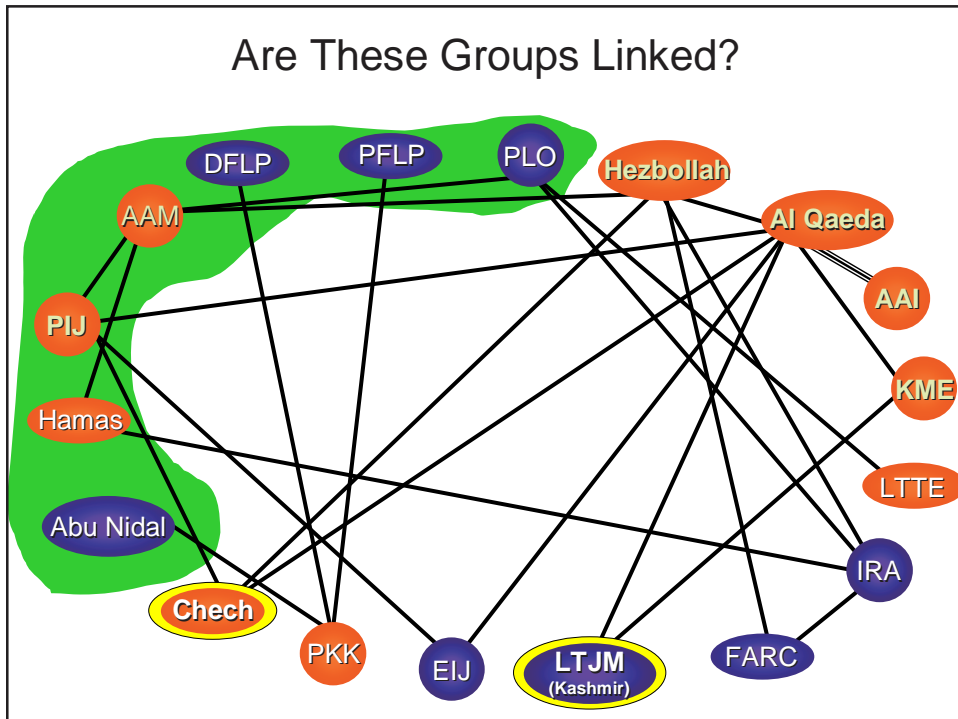 Are These Groups Linked?
DFLP
PFLP
PLO
Hezbollah
AAM
Al Qaeda
AAI
PIJ
KME
Hamas
LTTE
Abu Nidal
IRA
Chech
PKK
EIJ
LTJM
(Kashmir)
FARC